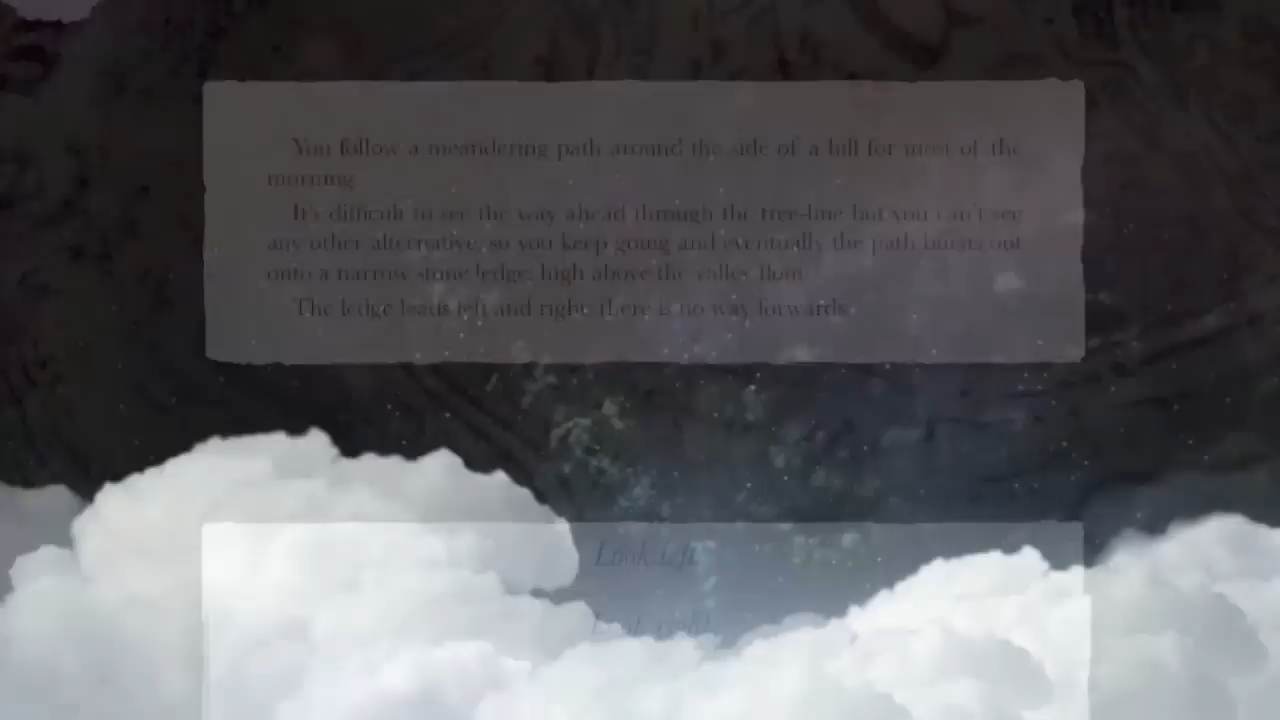 You follow a meandering path around the side of a hill for most of the
morning.
It's difficult to see the way ahead through the tree-line but you can't see
any other alternative, so you keep going and eventually the path bursts out
onto a narrow stone ledge, high above the valley floor.
The ledge leads left and right; there is no way forwards.
Look left
Look right